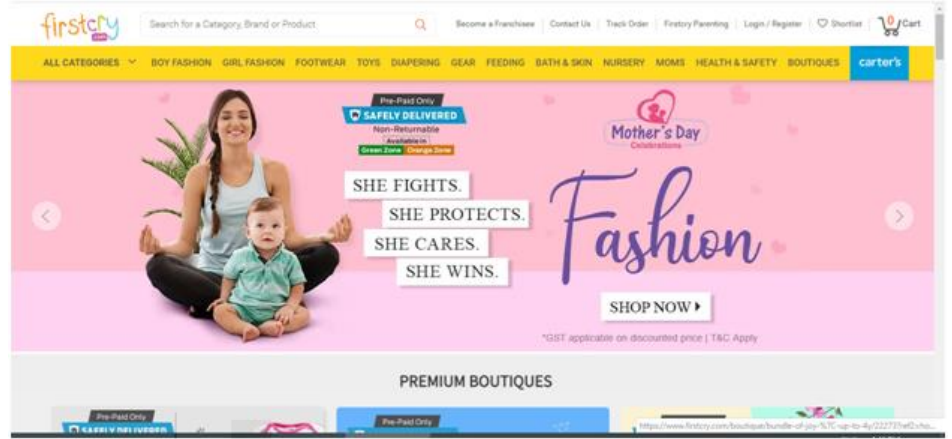 firstcry
.com
Search for a Category, Brand or Product
Become a Franchisee | Contact Us | Track Order | Firstcry Parenting | Login / Register | Shortlist | 0 Cart
ALL CATEGORIES BOY FASHION GIRL FASHION FOOTWEAR TOYS DIAPERING GEAR FEEDING BATH & SKIN NURSERY MOMS HEALTH & SAFETY BOUTIQUES carter's
Pre-Paid Only
SAFELY DELIVERED
Non-Returnable
Available in
Green Zone Orange Zone
SHE FIGHTS.
SHE PROTECTS.
SHE CARES.
SHE WINS.
Mother's Day
Celebrations
Fashion
SHOP NOW
*GST applicable on discounted price | T&C Apply
PREMIUM BOUTIQUES
Pre-Paid Only
SAFELY DELIVERED
Pre-Paid Only